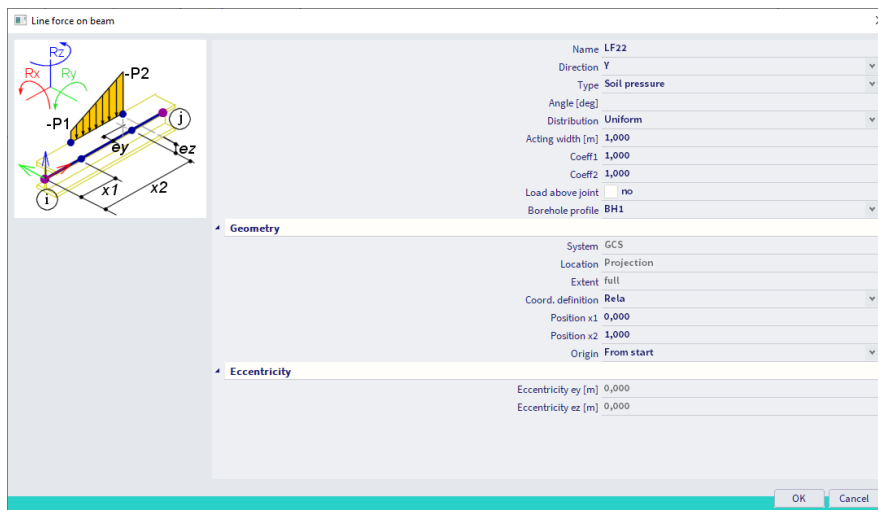 Line force on beam
Rz
Rx
Ry
-P2
-P1
j
ey
ez
x1
x2
i
Name LF22
Direction Y
Type Soil pressure
Angle [deg]
Distribution Uniform
Acting width [m] 1,000
Coeff1 1,000
Coeff2 1,000
Load above joint no
Borehole profile BH1
Geometry
System GCS
Location Projection
Extent full
Coord. definition Rela
Position x1 0,000
Position x2 1,000
Origin From start
Eccentricity
Eccentricity ey [m] 0,000
Eccentricity ez [m] 0,000
OK Cancel